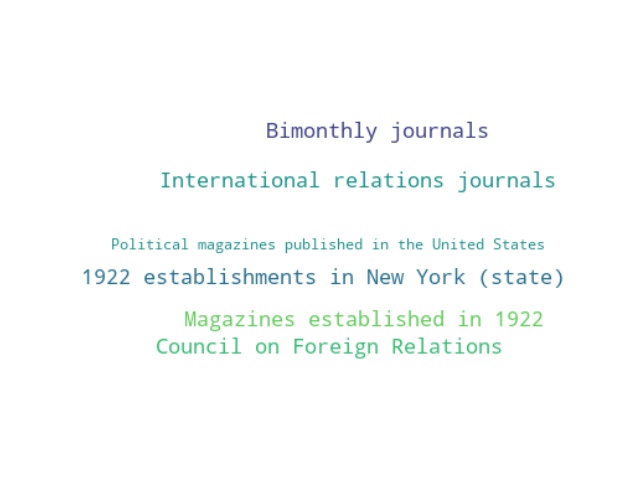 Bimonthly journals
International relations journals
Political magazines published in the United States
1922 establishments in New York (state)
Magazines established in 1922
Council on Foreign Relations